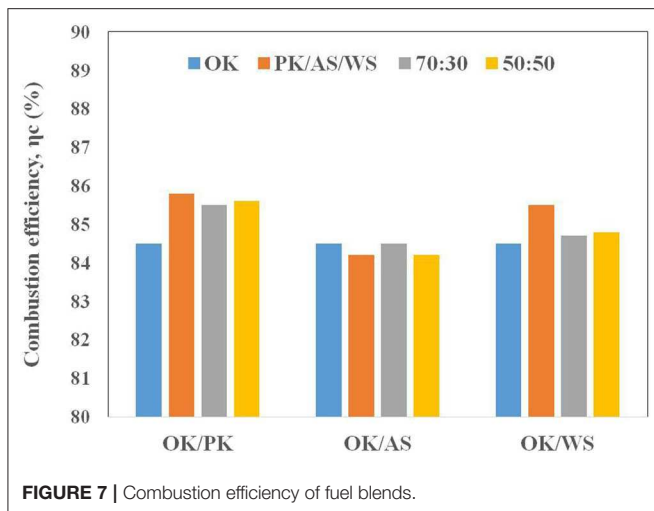 90
89
88
87
86
85
84
83
82
81
80
Combustion efficiency, ηc (%)
OK PK/AS/WS 70:30 50:50
OK/PK OK/AS OK/WS
FIGURE 7 | Combustion efficiency of fuel blends.